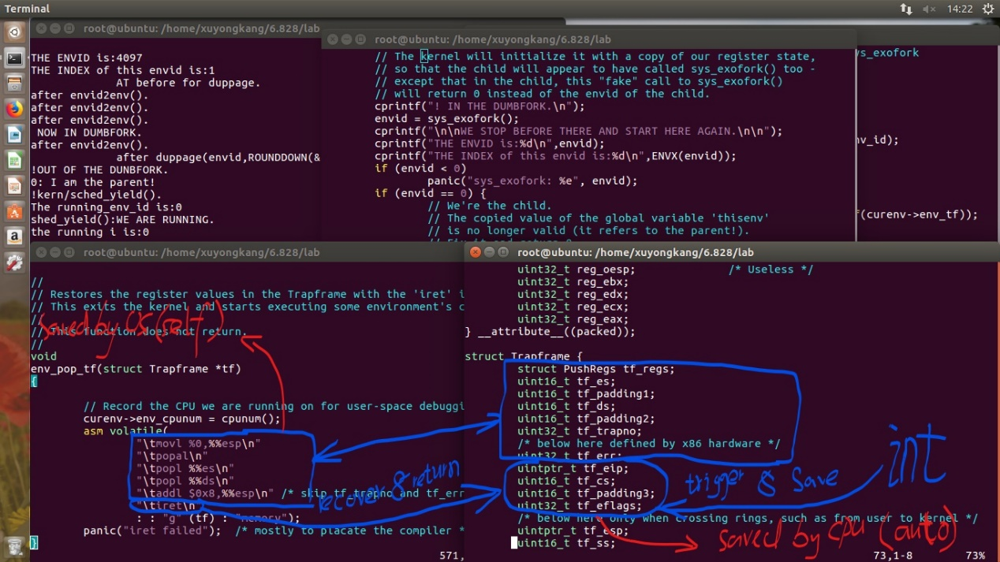 Terminal
14:22
root@ubuntu: /home/xuyongkang/6.828/lab
THE ENVID is:4097
THE INDEX of this envid is:1
AT before for duppage.
after envid2env().
after envid2env().
after envid2env().
NOW IN DUMBFORK.
after envid2env().
after duppage(envid,ROUNDDOWN(&
!OUT OF THE DUNBFORK.
0: I am the parent!
!kern/sched_yield().
The running_env_id is:0
shed_yield():WE ARE RUNNING.
the running i is:0
root@ubuntu: /home/xuyongkang/6.828/lab
// The kernel will initialize it with a copy of our register state,
// so that the child will appear to have called sys_exofork() too -
// except that in the child, this "fake" call to sys_exofork()
// will return 0 instead of the envid of the child.
cprintf("! IN THE DUMBFORK.\n");
envid = sys_exofork();
cprintf("\n\nWE STOP BEFORE THERE AND START HERE AGAIN.\n\n");
cprintf("THE ENVID is:%d\n",envid);
cprintf("THE INDEX of this envid is:%d\n",ENVX(envid));
if (envid < 0)
panic("sys_exofork: %e", envid);
if (envid == 0) {
// We're the child.
// The copied value of the global variable 'thisenv'
// is no longer valid (it refers to the parent!).
ys_exofork
nv_id);
f(curenv->env_tf));
root@ubuntu: /home/xuyongkang/6.828/lab
//
// Restores the register values in the Trapframe with the 'iret' i
// This exits the kernel and starts executing some environment's c
//
// This function does not return.
//
void
env_pop_tf(struct Trapframe *tf)
{
// Record the CPU we are running on for user-space debuggi
curenv->env_cpunum = cpunum();
asm volatile(
"\tmovl %0,%%esp\n"
"\tpopal\n"
"\tpopl %%es\n"
"\tpopl %%ds\n"
"\taddl $0x8,%%esp\n" /* skip tf_trapno and tf_err
"\tiret\n"
: : "g" (tf) : "memory");
panic("iret failed"); /* mostly to placate the compiler *
}
571,
saved by OS(self)
recover & return
root@ubuntu: /home/xuyongkang/6.828/lab
uint32_t reg_oesp; /* Useless */
uint32_t reg_ebx;
uint32_t reg_edx;
uint32_t reg_ecx;
uint32_t reg_eax;
} __attribute__((packed));
struct Trapframe {
struct PushRegs tf_regs;
uint16_t tf_es;
uint16_t tf_padding1;
uint16_t tf_ds;
uint16_t tf_padding2;
uint32_t tf_trapno;
/* below here defined by x86 hardware */
uint32_t tf_err;
uintptr_t tf_eip;
uint16_t tf_cs;
uint16_t tf_padding3;
uint32_t tf_eflags;
/* below here only when crossing rings, such as from user to kernel */
uintptr_t tf_esp;
uint16_t tf_ss;
73,1-8 73%
int
trigger & Save
saved by cpu (auto)